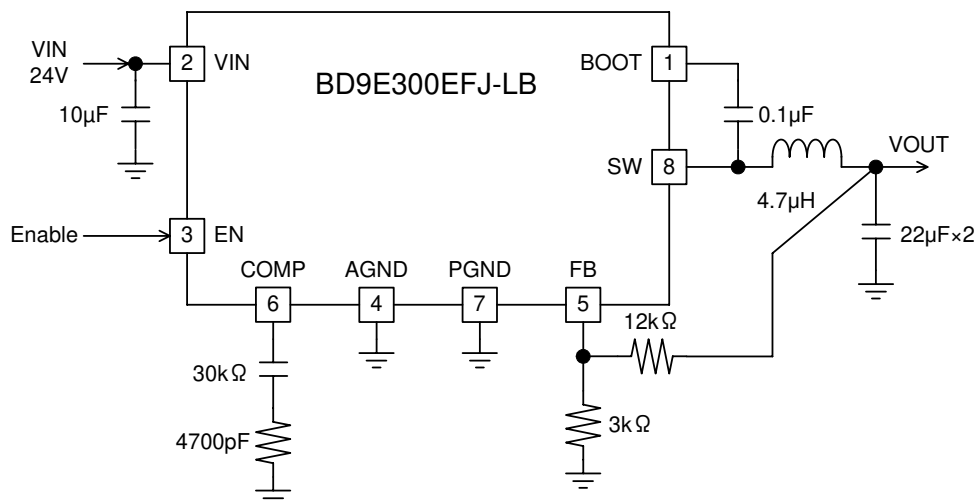 VIN
24V
2
VIN
10µF
BD9E300EFJ-LB
BOOT
1
0.1µF
SW
8
VOUT
4.7µH
22µF×2
Enable
3
EN
COMP
AGND
PGND
FB
6
4
7
5
12kΩ
30kΩ
4700pF
3kΩ